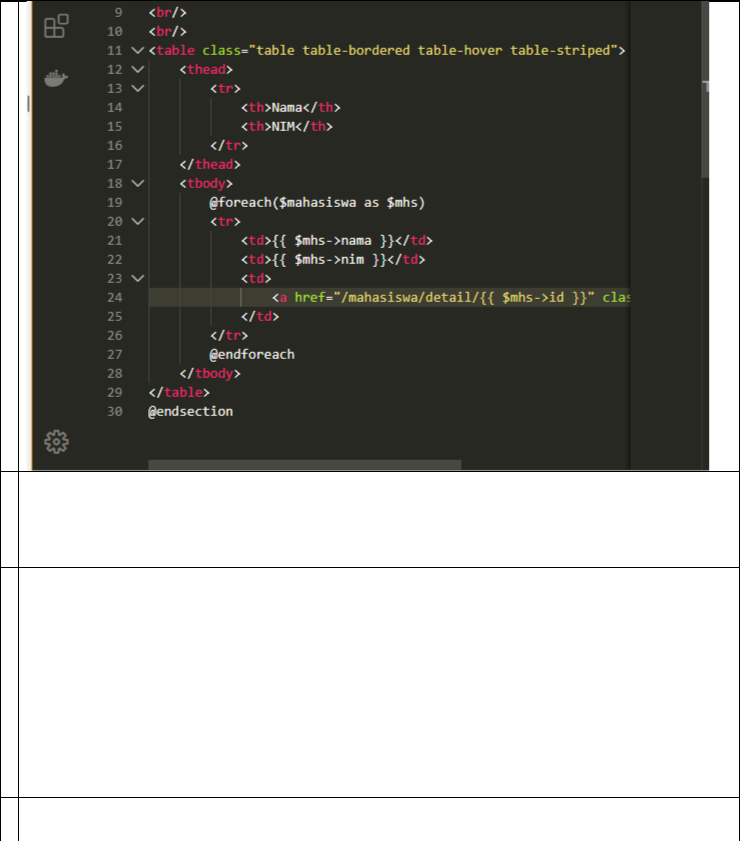 9 <br/>
10 <br/>
11 <table class="table table-bordered table-hover table-striped">
12 <thead>
13 <tr>
14 <th>Nama</th>
15 <th>NIM</th>
16 </tr>
17 </thead>
18 <tbody>
19 @foreach($mahasiswa as $mhs)
20 <tr>
21 <td>{{ $mhs->nama }}</td>
22 <td>{{ $mhs->nim }}</td>
23 <td>
24 <a href="/mahasiswa/detail/{{ $mhs->id }}" clas
25 </td>
26 </tr>
27 @endforeach
28 </tbody>
29 </table>
30 @endsection